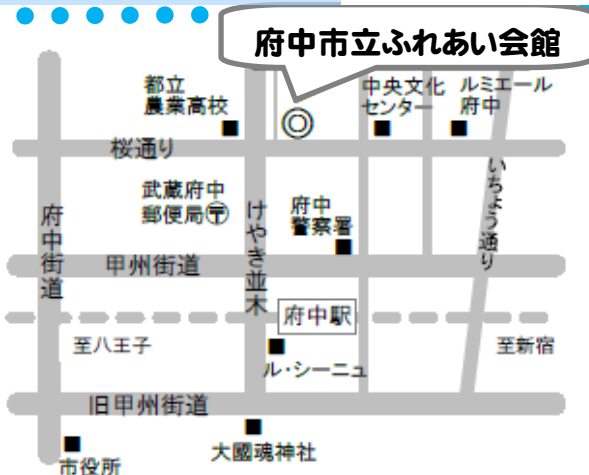 府中市立ふれあい会館
都立
農業高校
中央文化
センター
ルミエール
府中
桜通り
いちょう通り
武蔵府中
郵便局〶
府中
警察署
けやき並木
府中街道
甲州街道
府中駅
至八王子
至新宿
ル・シーニュ
旧甲州街道
大國魂神社
市役所